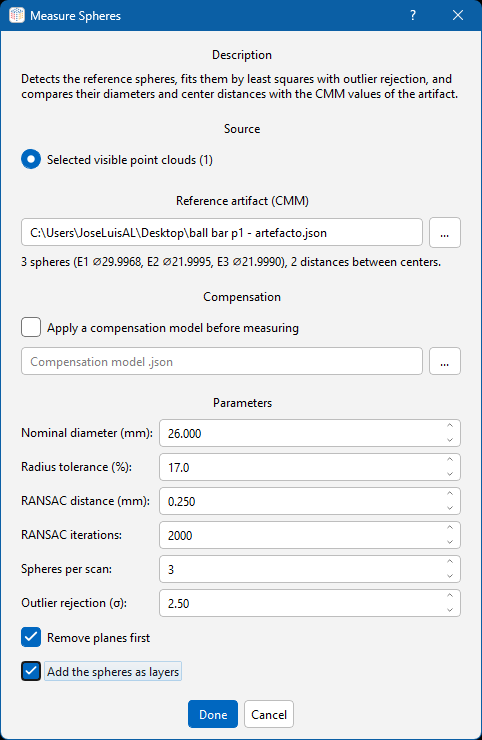 Measure Spheres
?
Description
Detects the reference spheres, fits them by least squares with outlier rejection, and
compares their diameters and center distances with the CMM values of the artifact.
Source
Selected visible point clouds (1)
Reference artifact (CMM)
C:\Users\JoseLuisAL\Desktop\ball bar p1 - artefacto.json
...
3 spheres (E1 ∅29.9968, E2 ∅21.9995, E3 ∅21.9990), 2 distances between centers.
Compensation
Apply a compensation model before measuring
Compensation model .json
...
Parameters
Nominal diameter (mm): 26.000
Radius tolerance (%): 17.0
RANSAC distance (mm): 0.250
RANSAC iterations: 2000
Spheres per scan: 3
Outlier rejection (σ): 2.50
Remove planes first
Add the spheres as layers
Done Cancel